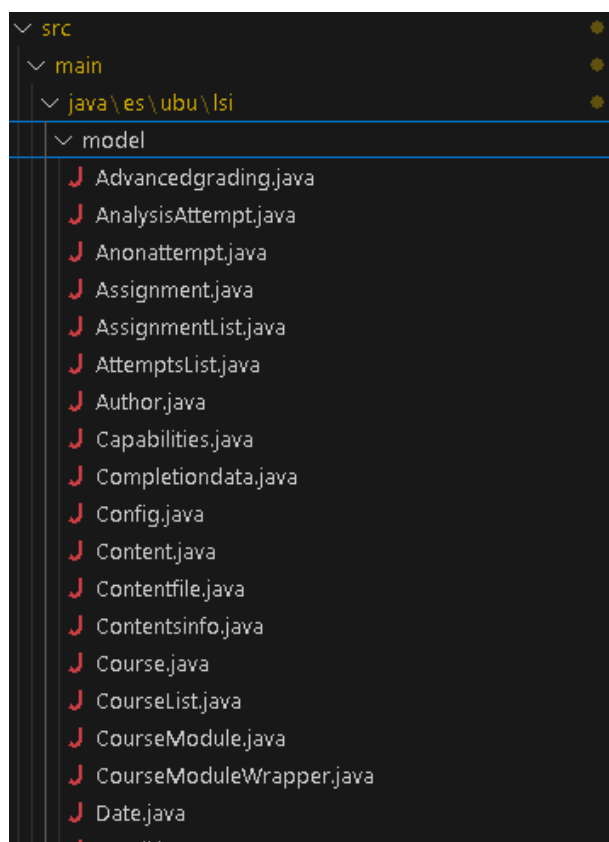 src
main
java\es\ubu\lsi
model
Advancedgrading.java
AnalysisAttempt.java
Anonattempt.java
Assignment.java
AssignmentList.java
AttemptsList.java
Author.java
Capabilities.java
Completiondata.java
Config.java
Content.java
Contentfile.java
Contentsinfo.java
Course.java
CourseList.java
CourseModule.java
CourseModuleWrapper.java
Date.java